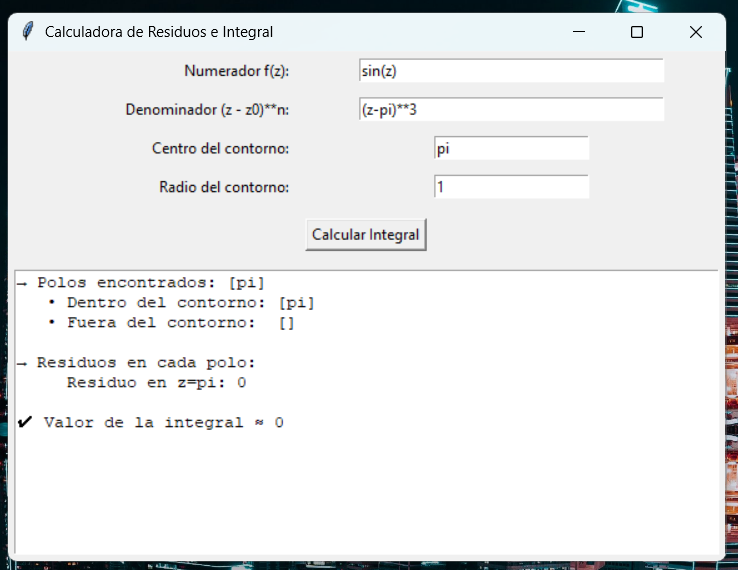 Calculadora de Residuos e Integral
Numerador f(z): sin(z)
Denominador (z - z0)**n: (z-pi)**3
Centro del contorno: pi
Radio del contorno: 1
Calcular Integral
→ Polos encontrados: [pi]
• Dentro del contorno: [pi]
• Fuera del contorno:  []
→ Residuos en cada polo:
Residuo en z=pi: 0
✔ Valor de la integral ≈ 0